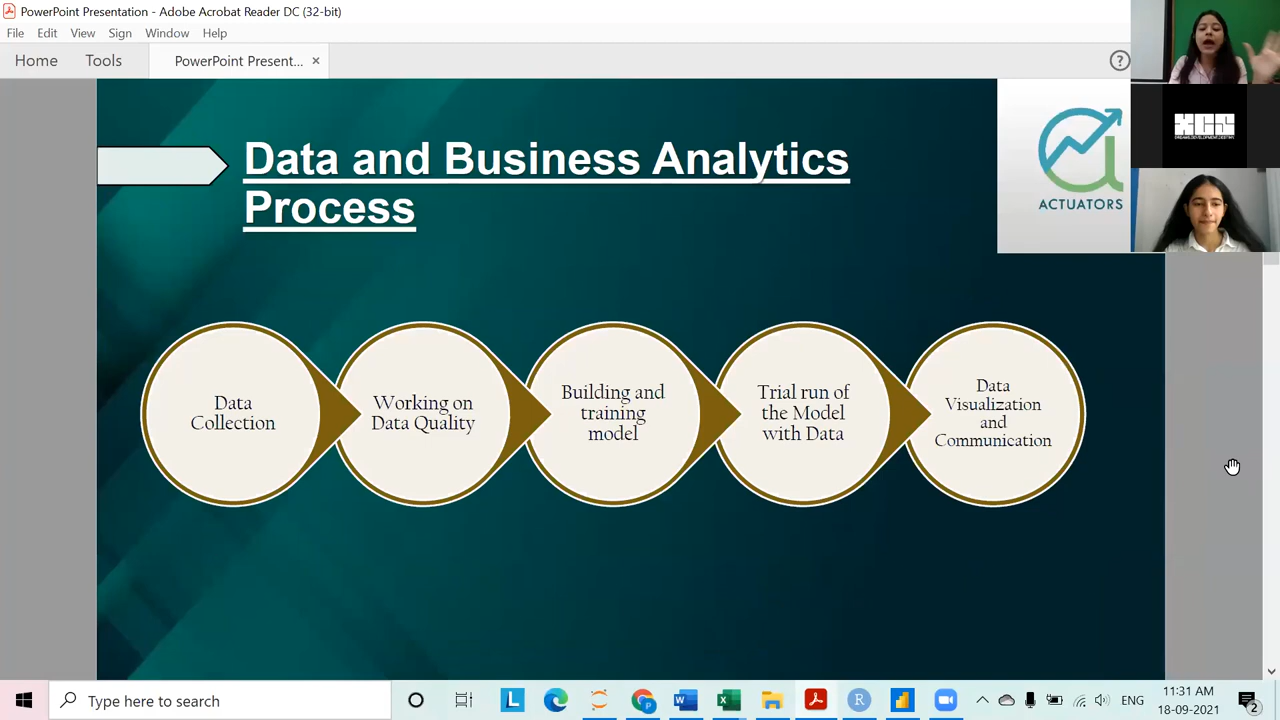 PowerPoint Presentation - Adobe Acrobat Reader DC (32-bit)
File Edit View Sign Window Help
Home Tools PowerPoint Present... ×
?
Data and Business Analytics
Process
ACTUATORS
XCS
Data
Collection
Working on
Data Quality
Building and
training
model
Trial run of
the Model
with Data
Data
Visualization
and
Communication
Type here to search
L
P
W
X
R
ENG
11:31 AM
18-09-2021
2